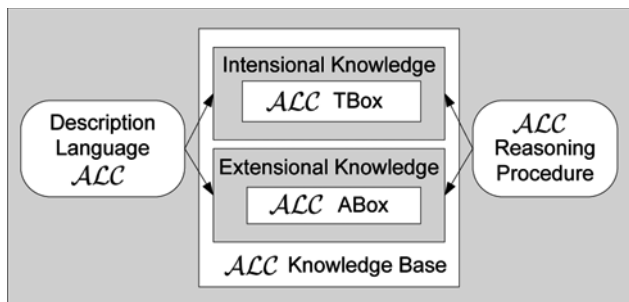 Description
Language
ALC
Intensional Knowledge
ALC TBox
Extensional Knowledge
ALC ABox
ALC Knowledge Base
ALC
Reasoning
Procedure